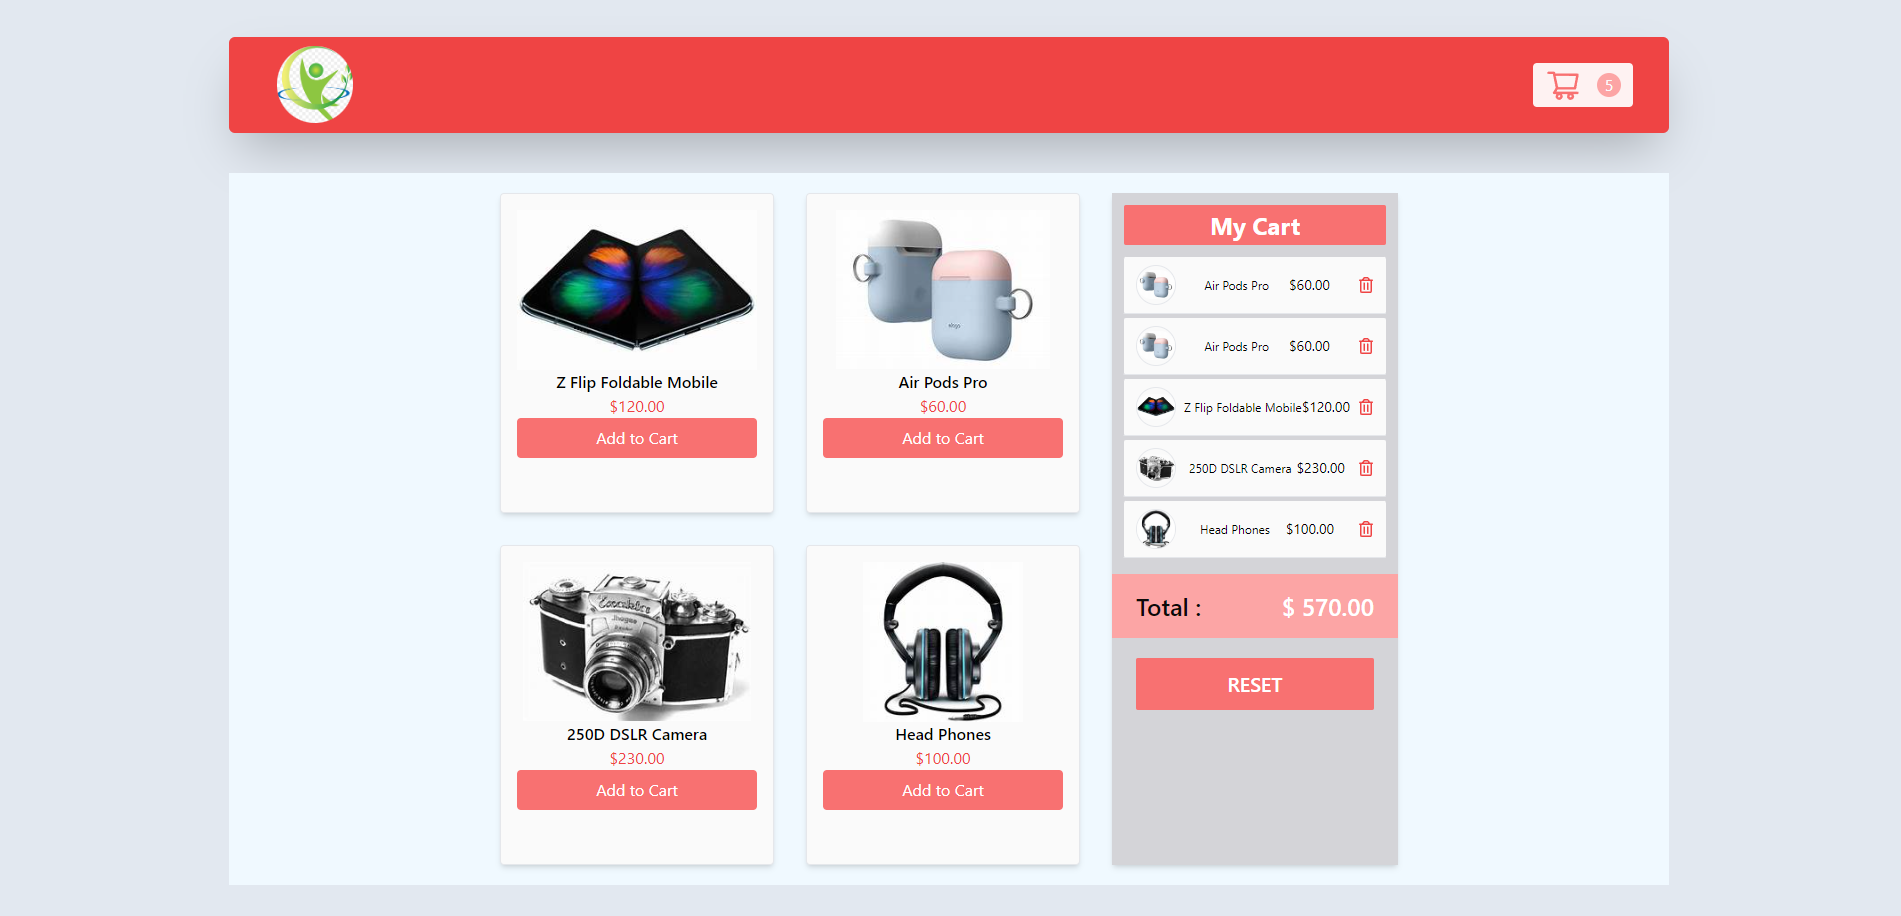 5
Z Flip Foldable Mobile
$120.00
Add to Cart
Air Pods Pro
$60.00
Add to Cart
250D DSLR Camera
$230.00
Add to Cart
Head Phones
$100.00
Add to Cart
My Cart
Air Pods Pro $60.00
Air Pods Pro $60.00
Z Flip Foldable Mobile $120.00
250D DSLR Camera $230.00
Head Phones $100.00
Total : $ 570.00
RESET